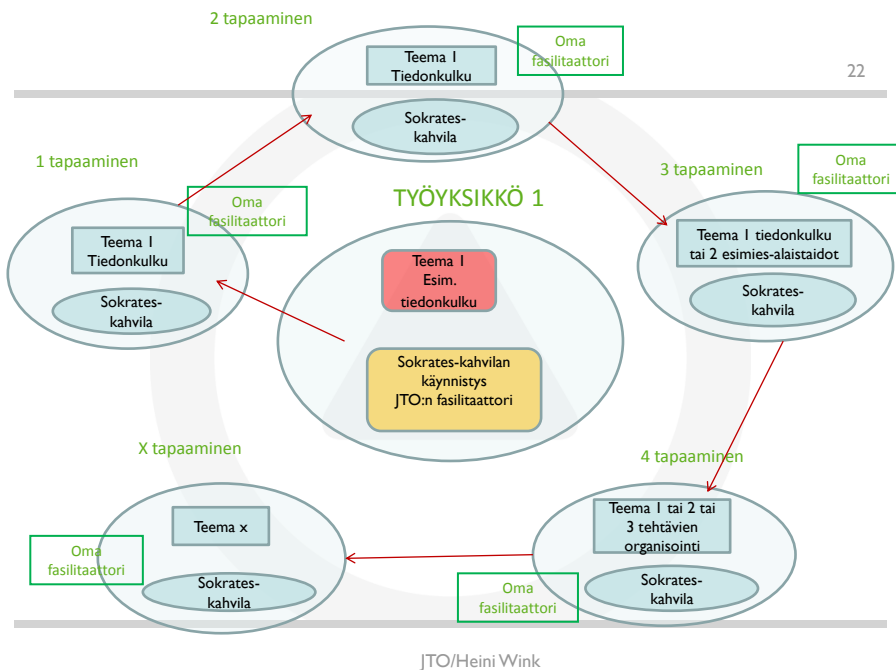 2 tapaaminen
Teema 1
Tiedonkulku
Oma
fasilitaattori
Sokrates-
kahvila
22
1 tapaaminen
Oma
fasilitaattori
Teema 1
Tiedonkulku
Sokrates-
kahvila
3 tapaaminen
Oma
fasilitaattori
Teema 1 tiedonkulku
tai 2 esimies-alaistaidot
Sokrates-
kahvila
TYÖYKSIKKÖ 1
Teema 1
Esim.
tiedonkulku
Sokrates-kahvilan
käynnistys
JTO:n fasilitaattori
X tapaaminen
Teema x
Oma
fasilitaattori
Sokrates-
kahvila
4 tapaaminen
Teema 1 tai 2 tai
3 tehtävien
organisointi
Oma
fasilitaattori
Sokrates-
kahvila
JTO/Heini Wink